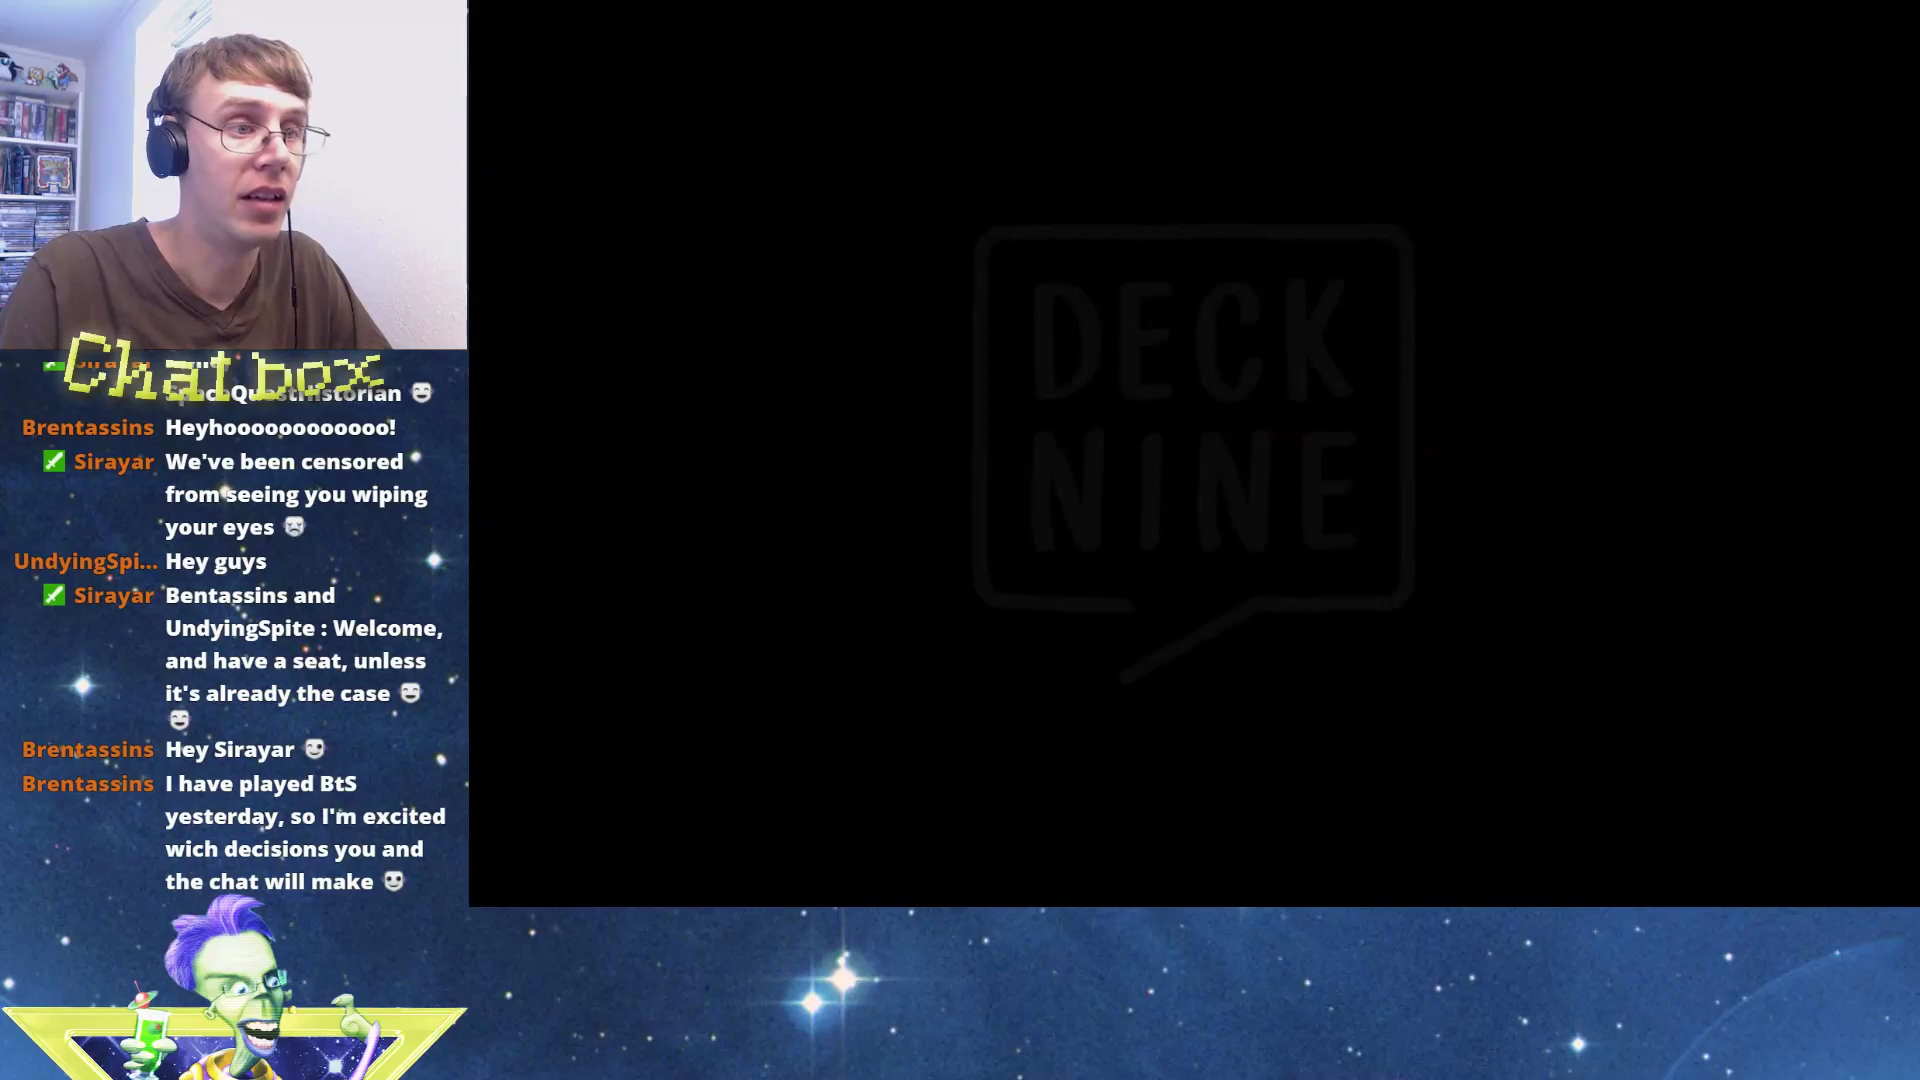 Chatbox
SpaceQuestHistorian
Brentassins Heyhoooooooooooo!
Sirayar We've been censored
from seeing you wiping
your eyes
UndyingSpi... Hey guys
Sirayar Bentassins and
UndyingSpite : Welcome,
and have a seat, unless
it's already the case
Brentassins Hey Sirayar
Brentassins I have played BtS
yesterday, so I'm excited
wich decisions you and
the chat will make
DECK
NINE